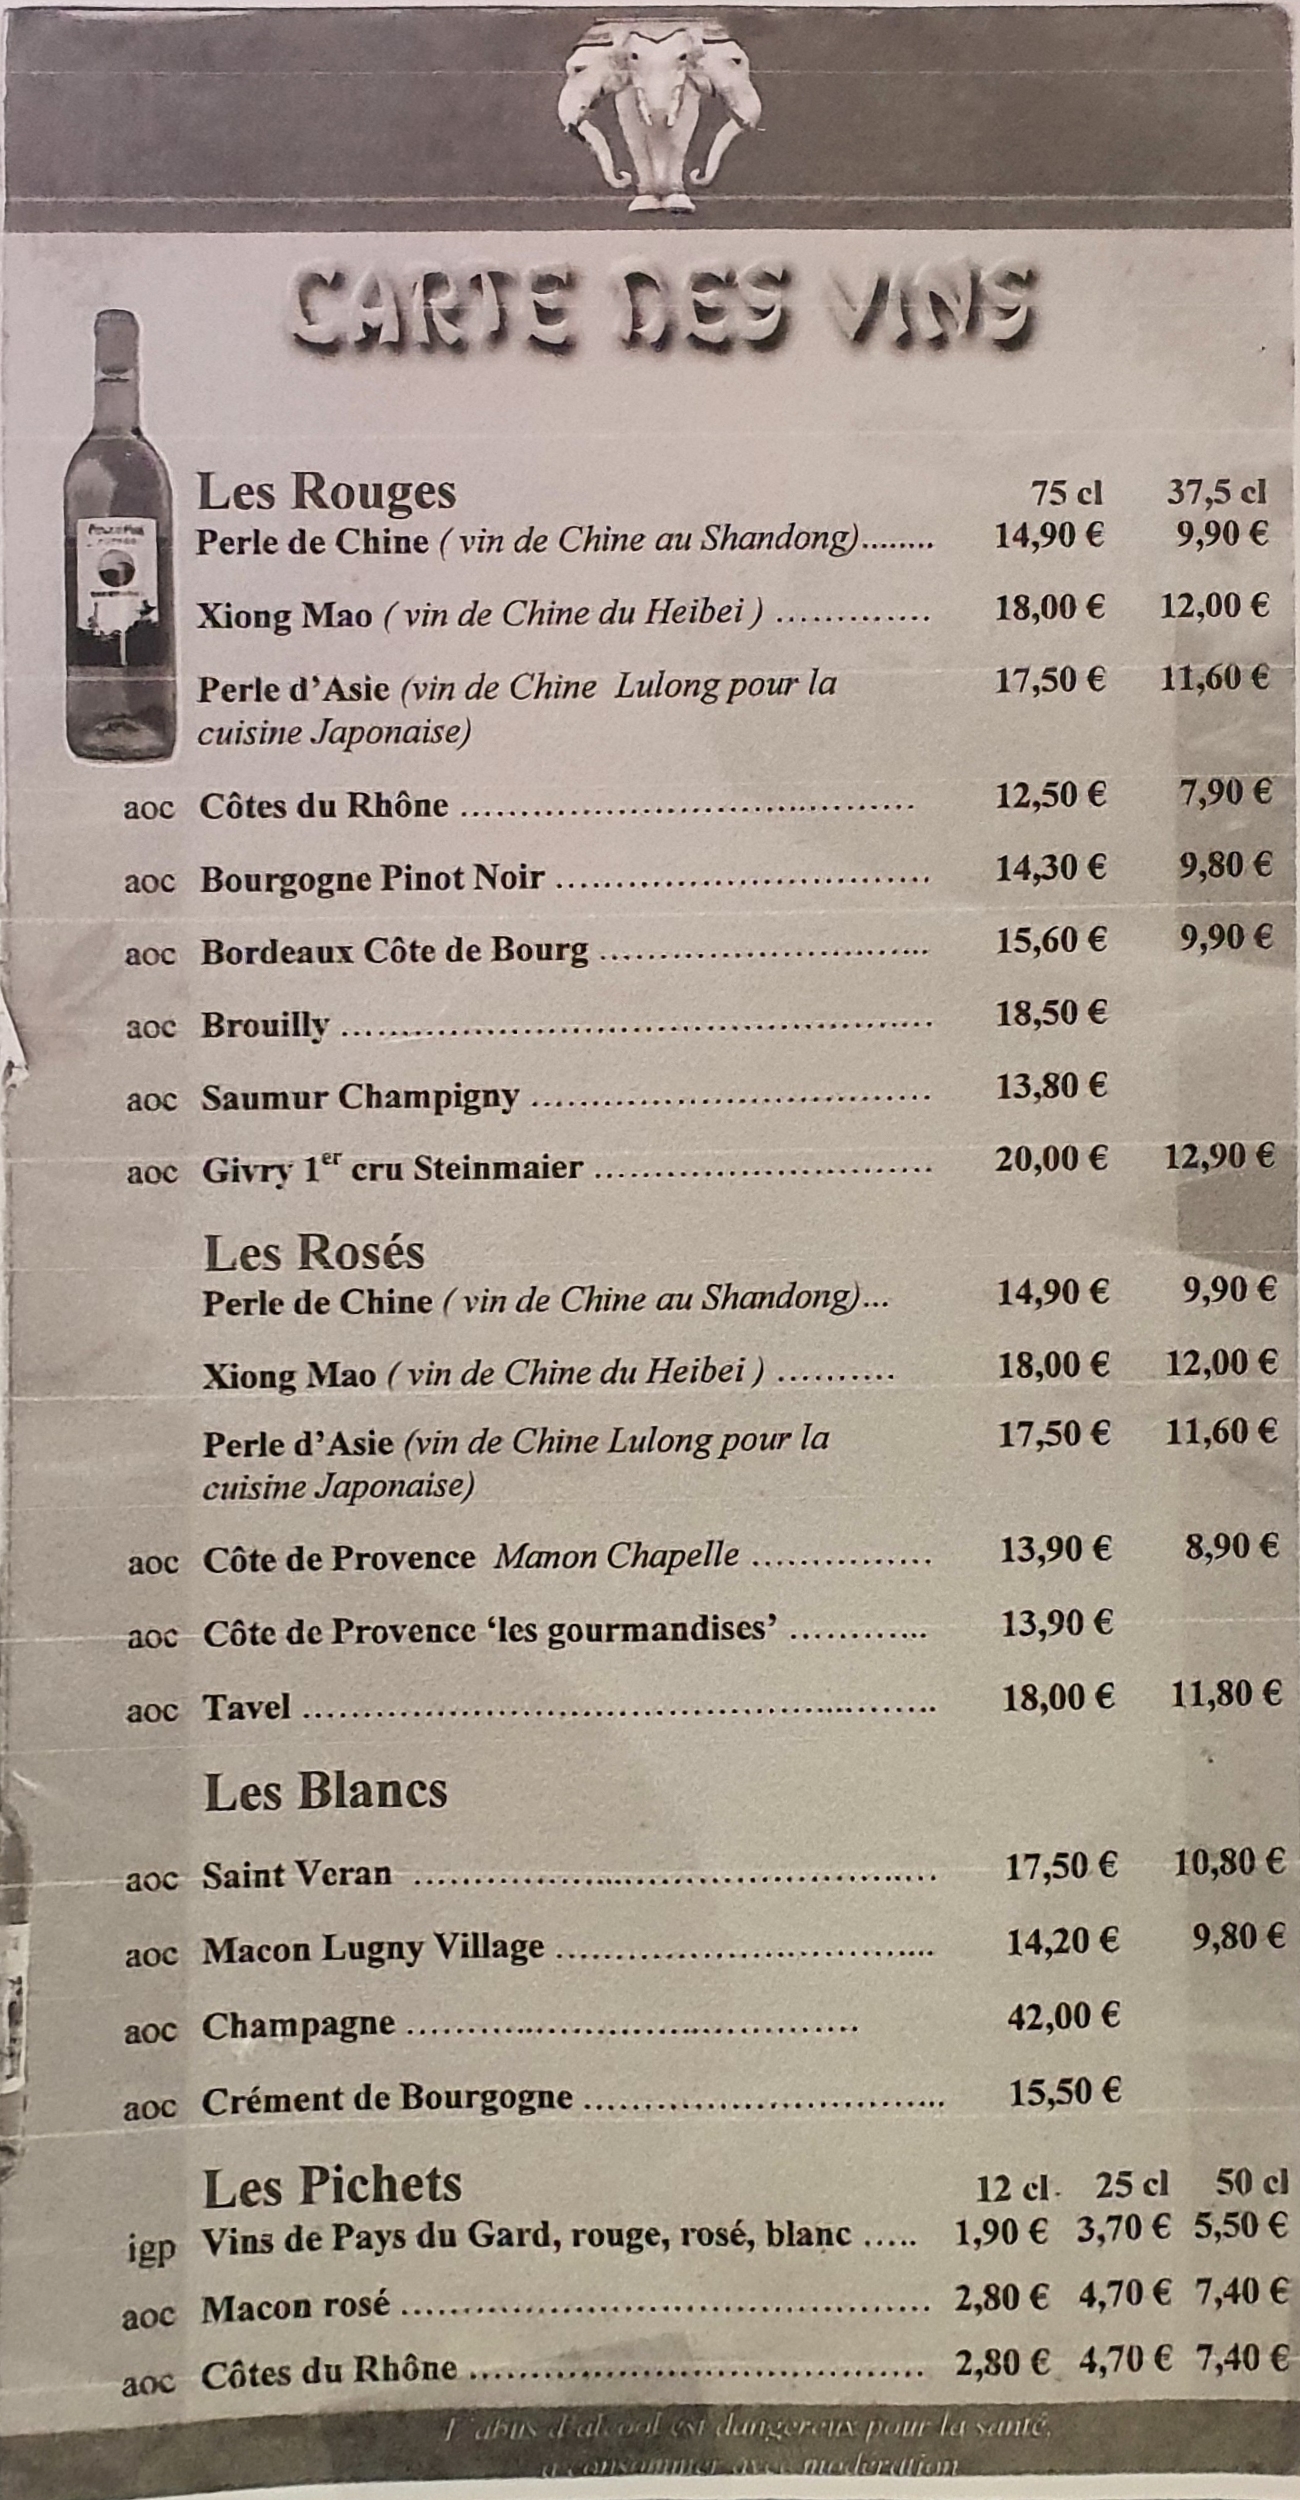 CARTE DES VINS
Les Rouges 75 cl 37,5 cl
Perle de Chine ( vin de Chine au Shandong)........ 14,90 € 9,90 €
Xiong Mao ( vin de Chine du Heibei ) ............. 18,00 € 12,00 €
Perle d’Asie (vin de Chine Lulong pour la 17,50 € 11,60 €
cuisine Japonaise)
aoc Côtes du Rhône ...................................... 12,50 € 7,90 €
aoc Bourgogne Pinot Noir ............................... 14,30 € 9,80 €
aoc Bordeaux Côte de Bourg ............................ 15,60 € 9,90 €
aoc Brouilly ................................................. 18,50 €
aoc Saumur Champigny ................................. 13,80 €
aoc Givry 1er cru Steinmaier ............................ 20,00 € 12,90 €
Les Rosés
Perle de Chine ( vin de Chine au Shandong)... 14,90 € 9,90 €
Xiong Mao ( vin de Chine du Heibei ) .......... 18,00 € 12,00 €
Perle d’Asie (vin de Chine Lulong pour la 17,50 € 11,60 €
cuisine Japonaise)
aoc Côte de Provence Manon Chapelle ............... 13,90 € 8,90 €
aoc Côte de Provence ‘les gourmandises’ ............ 13,90 €
aoc Tavel ..................................................... 18,00 € 11,80 €
Les Blancs
aoc Saint Veran ............................................ 17,50 € 10,80 €
aoc Macon Lugny Village ................................ 14,20 € 9,80 €
aoc Champagne ...................................... 42,00 €
aoc Crément de Bourgogne .............................. 15,50 €
Les Pichets 12 cl. 25 cl 50 cl
igp Vins de Pays du Gard, rouge, rosé, blanc ..... 1,90 € 3,70 € 5,50 €
aoc Macon rosé ............................................ 2,80 € 4,70 € 7,40 €
aoc Côtes du Rhône ...................................... 2,80 € 4,70 € 7,40 €
L’abus d’alcool est dangereux pour la santé,
a consommer avec modération